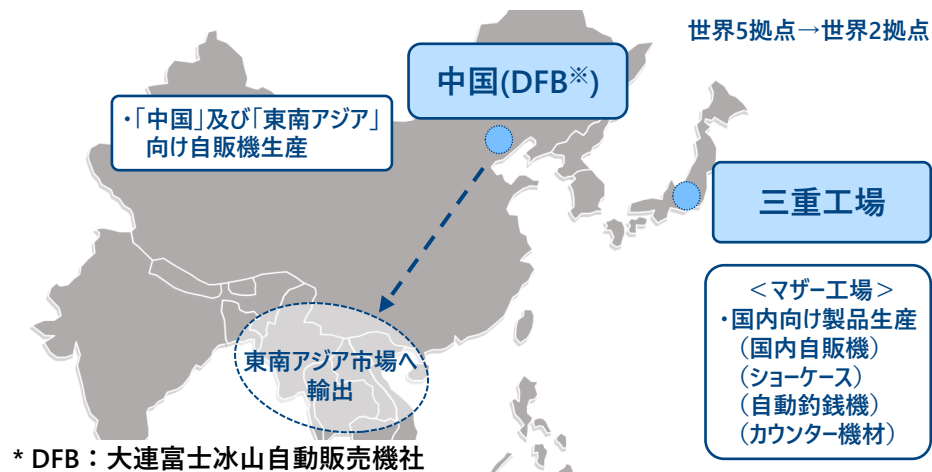 世界5拠点→世界2拠点
中国(DFB※)
・「中国」及び「東南アジア」
向け自販機生産
三重工場
＜マザー工場＞
・国内向け製品生産
（国内自販機）
（ショーケース）
（自動釣銭機）
（カウンター機材）
東南アジア市場へ
輸出
* DFB：大連富士冰山自動販売機社